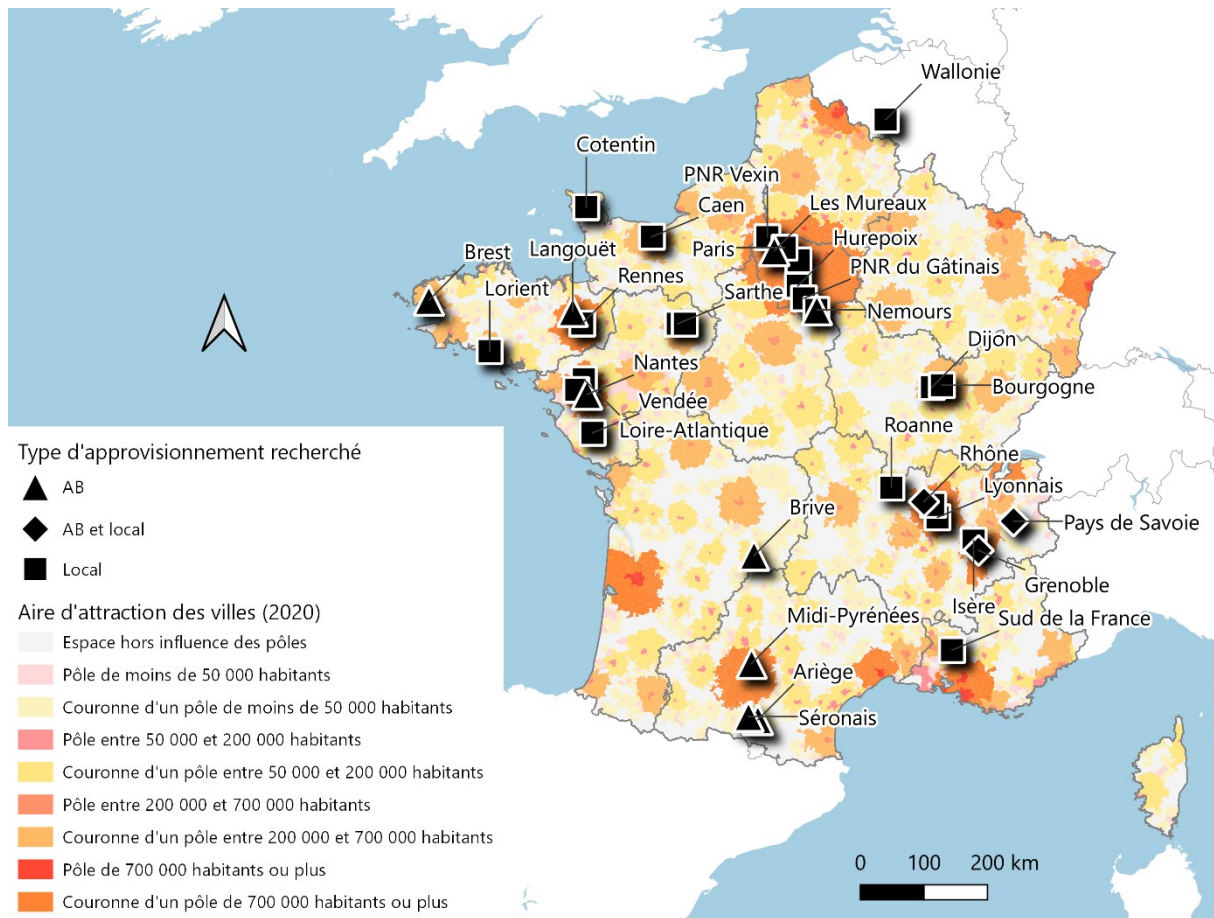 Wallonie
Cotentin
PNR Vexin
Caen
Les Mureaux
Langouët
Paris
Hurepoix
Brest
Rennes
PNR du Gâtinais
Lorient
Sarthe
Nemours
Dijon
Nantes
Bourgogne
Vendée
Loire-Atlantique
Roanne
Rhône
Lyonnais
Brive
Pays de Savoie
Grenoble
Isère
Midi-Pyrénées
Sud de la France
Ariège
Séronais
Type d'approvisionnement recherché
AB
AB et local
Local
Aire d'attraction des villes (2020)
Espace hors influence des pôles
Pôle de moins de 50 000 habitants
Couronne d'un pôle de moins de 50 000 habitants
Pôle entre 50 000 et 200 000 habitants
Couronne d'un pôle entre 50 000 et 200 000 habitants
Pôle entre 200 000 et 700 000 habitants
Couronne d'un pôle entre 200 000 et 700 000 habitants
Pôle de 700 000 habitants ou plus
Couronne d'un pôle de 700 000 habitants ou plus
0 100 200 km